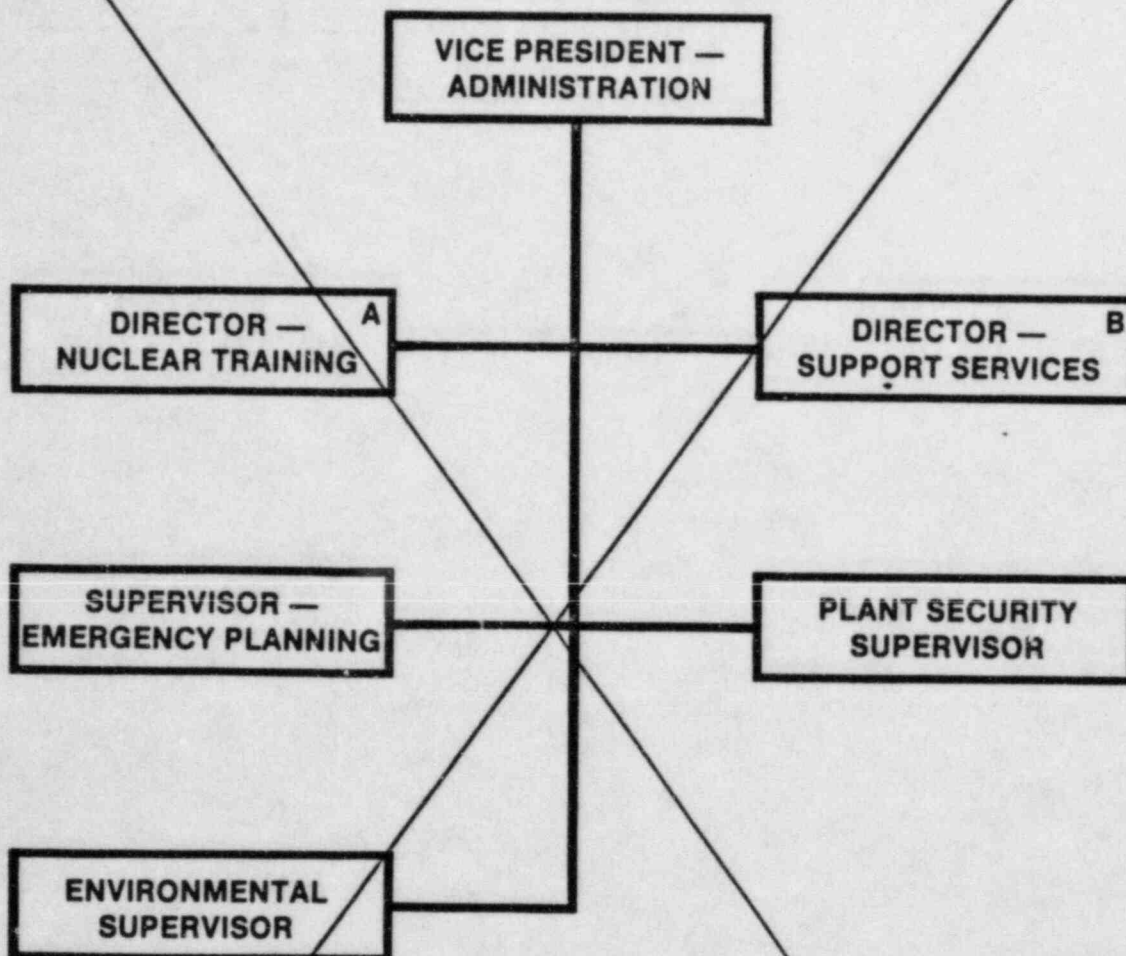 VICE PRESIDENT —
ADMINISTRATION
DIRECTOR — A
NUCLEAR TRAINING
DIRECTOR — B
SUPPORT SERVICES
SUPERVISOR —
EMERGENCY PLANNING
PLANT SECURITY
SUPERVISOR
ENVIRONMENTAL
SUPERVISOR